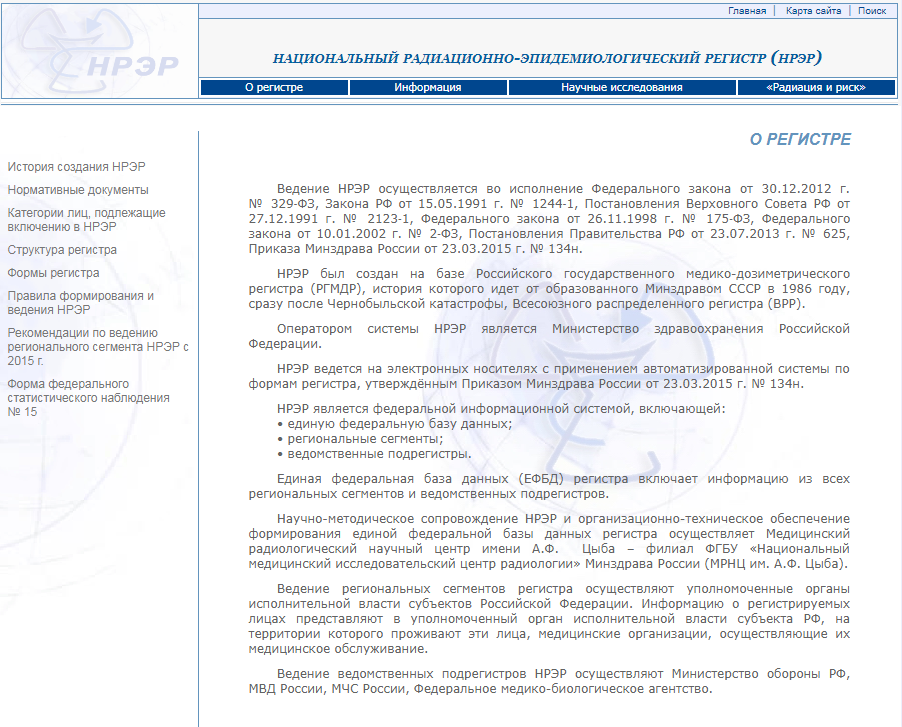 Главная | Карта сайта | Поиск
НРЭР
НАЦИОНАЛЬНЫЙ РАДИАЦИОННО-ЭПИДЕМИОЛОГИЧЕСКИЙ РЕГИСТР (НРЭР)
О регистре
Информация
Научные исследования
«Радиация и риск»
История создания НРЭР
Нормативные документы
Категории лиц, подлежащие
включению в НРЭР
Структура регистра
Формы регистра
Правила формирования и
ведения НРЭР
Рекомендации по ведению
регионального сегмента НРЭР с
2015 г.
Форма федерального
статистического наблюдения
№ 15
О РЕГИСТРЕ
Ведение НРЭР осуществляется во исполнение Федерального закона от 30.12.2012 г.
№ 329-ФЗ, Закона РФ от 15.05.1991 г. № 1244-1, Постановления Верховного Совета РФ от
27.12.1991 г. № 2123-1, Федерального закона от 26.11.1998 г. № 175-ФЗ, Федерального
закона от 10.01.2002 г. № 2-ФЗ, Постановления Правительства РФ от 23.07.2013 г. № 625,
Приказа Минздрава России от 23.03.2015 г. № 134н.
НРЭР был создан на базе Российского государственного медико-дозиметрического
регистра (РГМДР), история которого идет от образованного Минздравом СССР в 1986 году,
сразу после Чернобыльской катастрофы, Всесоюзного распределенного регистра (ВРР).
Оператором системы НРЭР является Министерство здравоохранения Российской
Федерации.
НРЭР ведется на электронных носителях с применением автоматизированной системы по
формам регистра, утверждённым Приказом Минздрава России от 23.03.2015 г. № 134н.
НРЭР является федеральной информационной системой, включающей:
• единую федеральную базу данных;
• региональные сегменты;
• ведомственные подрегистры.
Единая федеральная база данных (ЕФБД) регистра включает информацию из всех
региональных сегментов и ведомственных подрегистров.
Научно-методическое сопровождение НРЭР и организационно-техническое обеспечение
формирования единой федеральной базы данных регистра осуществляет Медицинский
радиологический научный центр имени А.Ф. Цыба – филиал ФГБУ «Национальный
медицинский исследовательский центр радиологии» Минздрава России (МРНЦ им. А.Ф. Цыба).
Ведение региональных сегментов регистра осуществляют уполномоченные органы
исполнительной власти субъектов Российской Федерации. Информацию о регистрируемых
лицах представляют в уполномоченный орган исполнительной власти субъекта РФ, на
территории которого проживают эти лица, медицинские организации, осуществляющие их
медицинское обслуживание.
Ведение ведомственных подрегистров НРЭР осуществляют Министерство обороны РФ,
МВД России, МЧС России, Федеральное медико-биологическое агентство.